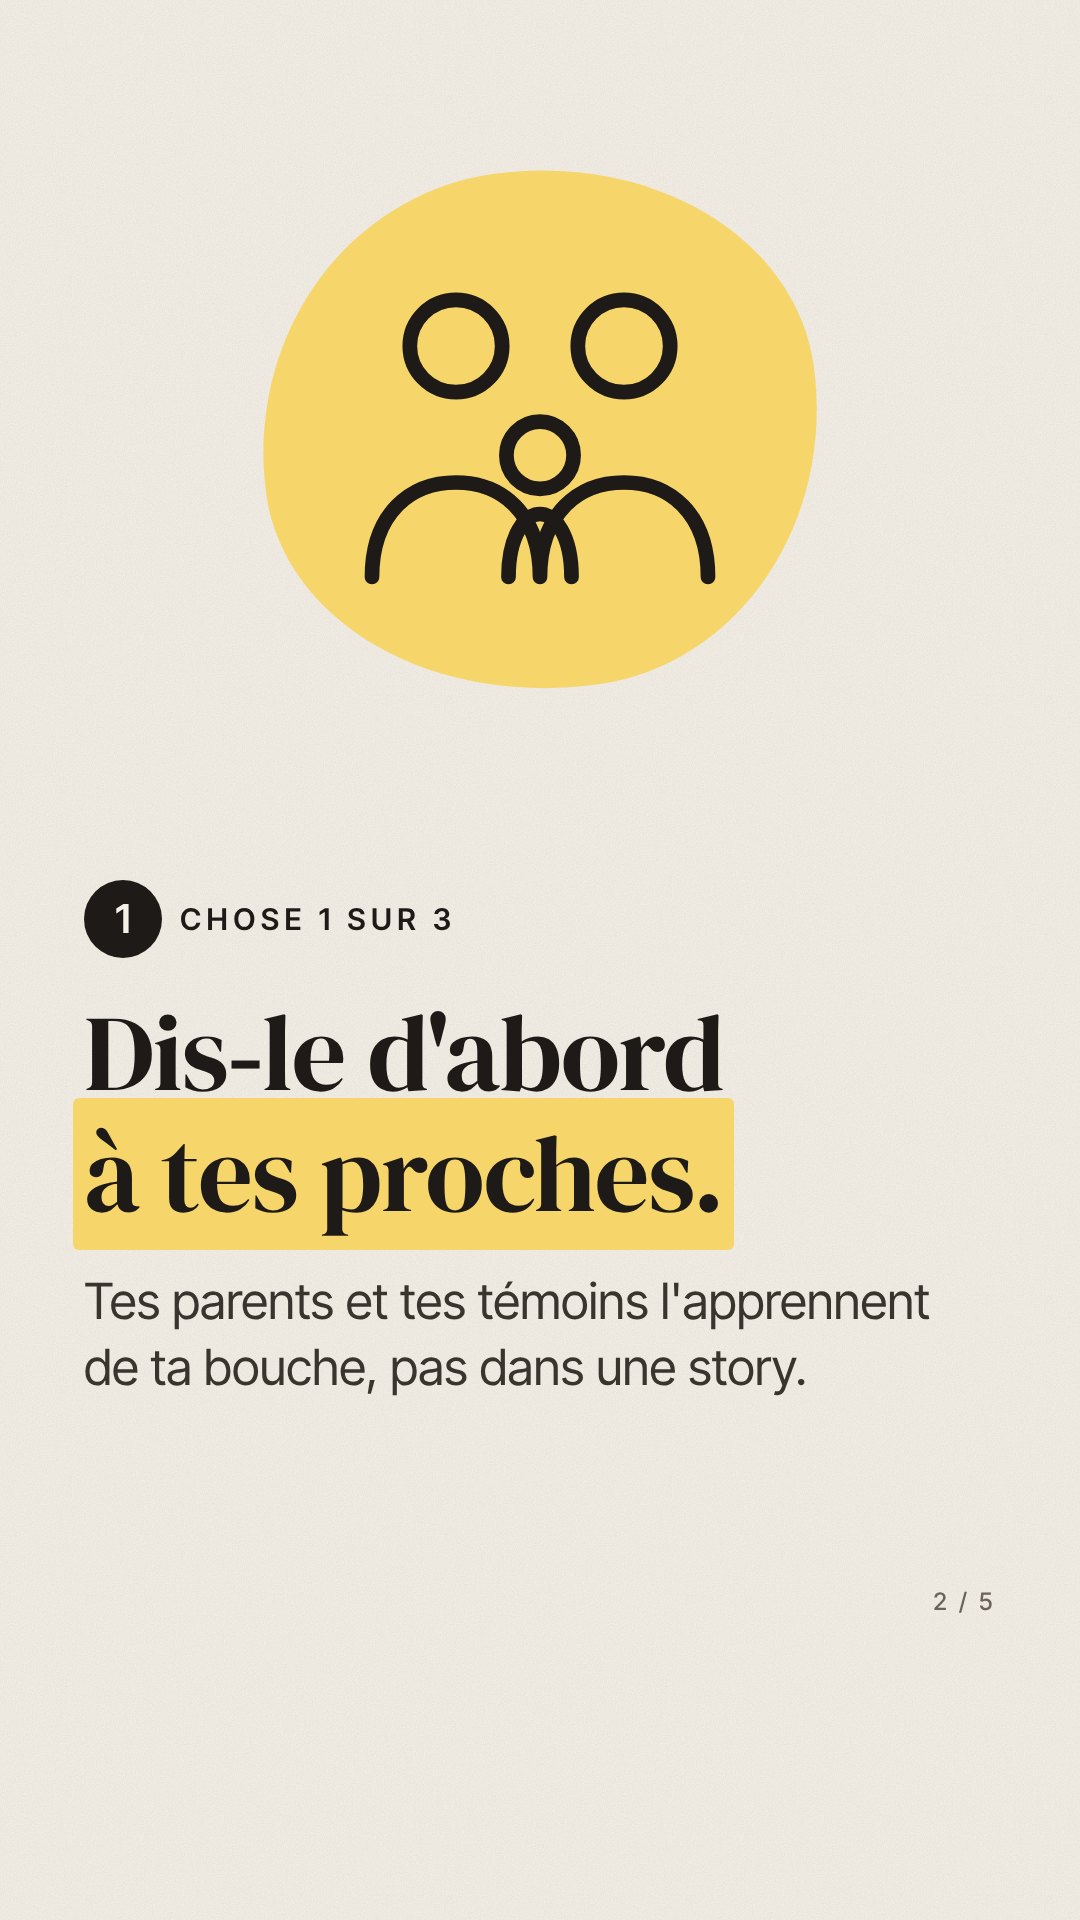 1 CHOSE 1 SUR 3
Dis-le d'abord
à tes proches.
Tes parents et tes témoins l'apprennent
de ta bouche, pas dans une story.
2 / 5